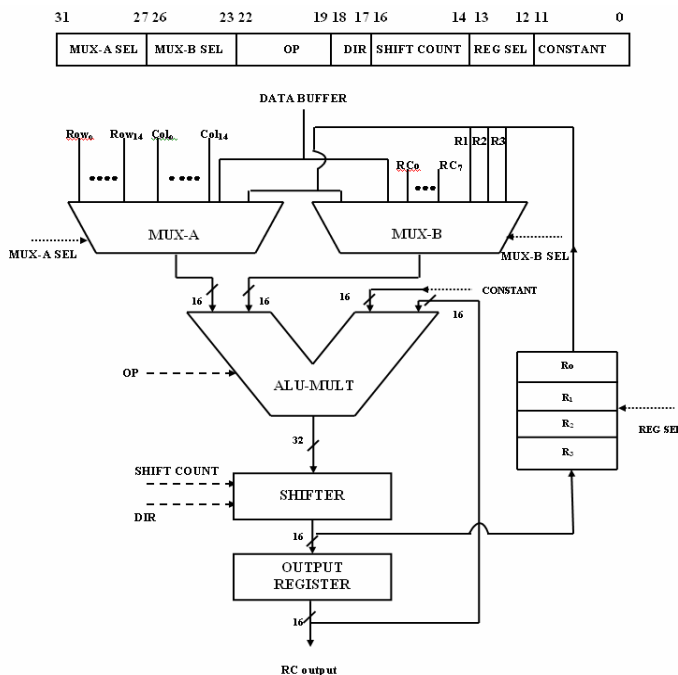 31 27 26 23 22 19 18 17 16 14 13 12 11 0
MUX-A SEL MUX-B SEL OP DIR SHIFT COUNT REG SEL CONSTANT
DATA BUFFER
Row₀ Row₁₄ Col₀ Col₁₄ R1 R2 R3
RC₀ RC₇
MUX-A MUX-B
MUX-A SEL MUX-B SEL
CONSTANT
16 16 16 16
OP
ALU-MULT
R₀
R₁
R₂
R₃
REG SEL
32
SHIFT COUNT
SHIFTER
DIR
16
OUTPUT
REGISTER
16
RC output